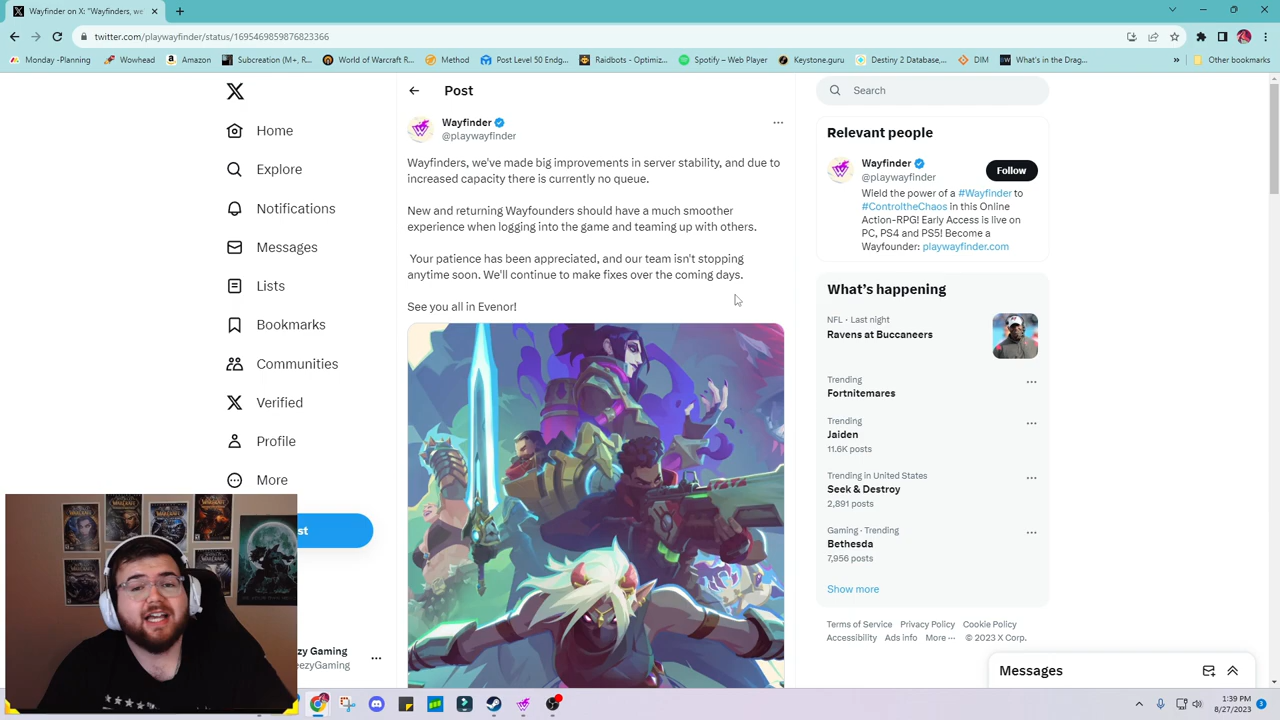 Wayfinder on X: "Wayfinders, we
twitter.com/playwayfinder/status/1695469859876823366
Monday -Planning
Wowhead
Amazon
Subcreation (M+, R...
World of Warcraft R...
Method
Post Level 50 Endg...
Raidbots - Optimiz...
Spotify – Web Player
Keystone.guru
Destiny 2 Database,...
DIM
What's in the Drag...
»
Other bookmarks
Home
Explore
Notifications
Messages
Lists
Bookmarks
Communities
Verified
Profile
More
st
zy Gaming
eezyGaming
Post
Wayfinder
@playwayfinder
Wayfinders, we've made big improvements in server stability, and due to
increased capacity there is currently no queue.
New and returning Wayfounders should have a much smoother
experience when logging into the game and teaming up with others.
Your patience has been appreciated, and our team isn't stopping
anytime soon. We'll continue to make fixes over the coming days.
See you all in Evenor!
Search
Relevant people
Wayfinder
@playwayfinder
Follow
Wield the power of a #Wayfinder to
#ControltheChaos in this Online
Action-RPG! Early Access is live on
PC, PS4 and PS5! Become a
Wayfounder: playwayfinder.com
What's happening
NFL · Last night
Ravens at Buccaneers
Trending
Fortnitemares
Trending
Jaiden
11.6K posts
Trending in United States
Seek & Destroy
2,891 posts
Gaming · Trending
Bethesda
7,956 posts
Show more
Terms of Service Privacy Policy Cookie Policy
Accessibility Ads info More ··· © 2023 X Corp.
Messages
1:39 PM
8/27/2023
3